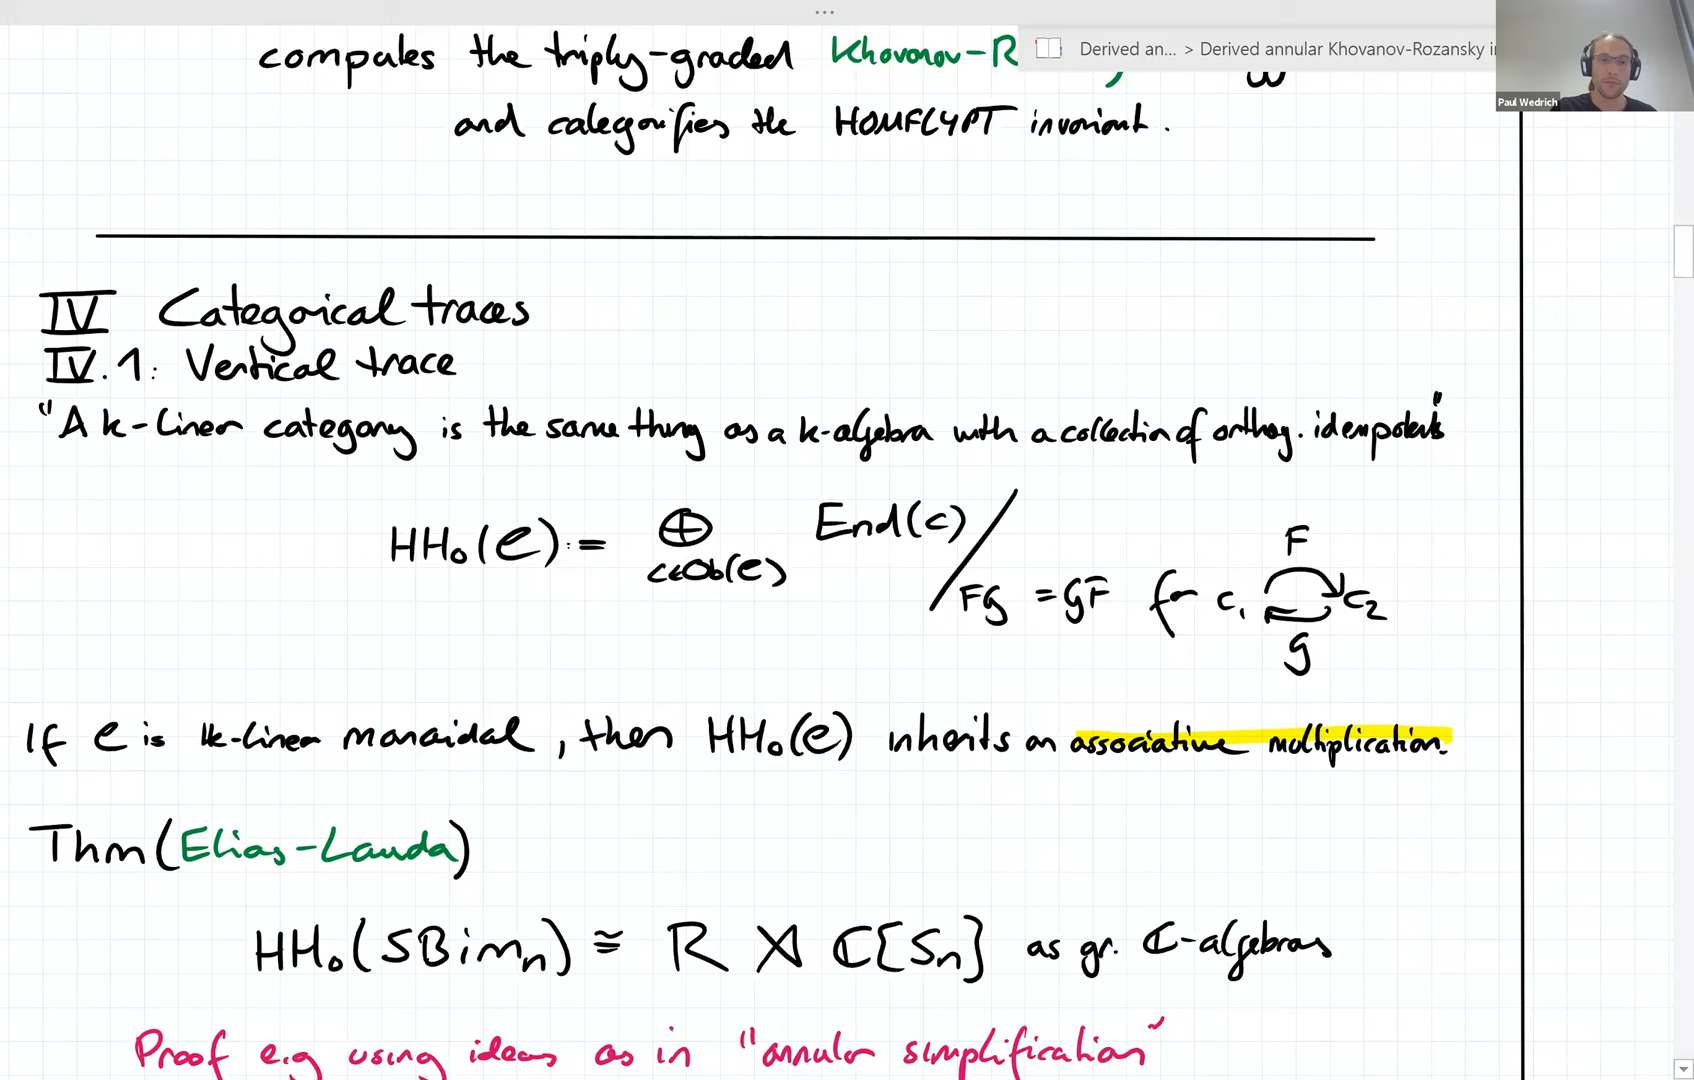 compules the triply-graded Khovanov-R
Derived an... > Derived annular Khovanov-Rozansky i
Paul Wedrich
and categorifies the HOMFLYPT invariant.
IV Categorical traces
IV.1: Vertical trace
"A k-linear category is the same thing as a k-algebra with a collection of orthog. idempotents"
HH₀(C) := ⊕ c∈Ob(C) End(c) / Fg = gF for c₁ F g c₂
If C is k-linear monoidal, then HH₀(C) inherits an associative multiplication.
Thm (Elias-Lauda)
HH₀(SBimₙ) ≅ R ⋊ ℂ[Sₙ] as gr. ℂ-algebras
Proof e.g using ideas as in "annular simplification"